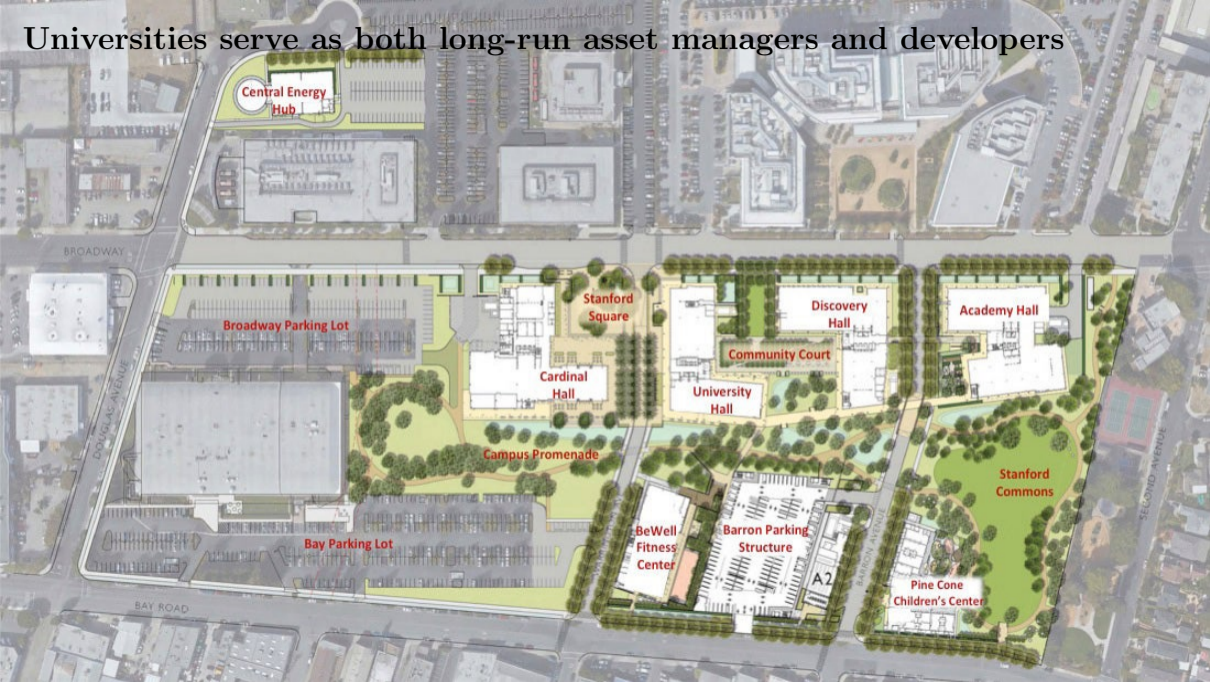 Universities serve as both long-run asset managers and developers
Central Energy
Hub
BROADWAY
Stanford
Square
Discovery
Hall
Academy Hall
Broadway Parking Lot
Community Court
Cardinal
Hall
University
Hall
DOUGLAS AVENUE
Campus Promenade
Stanford
Commons
SECOND AVENUE
BeWell
Fitness
Center
Barron Parking
Structure
Bay Parking Lot
A2
BARRON AVENUE
Pine Cone
Children's Center
BAY ROAD